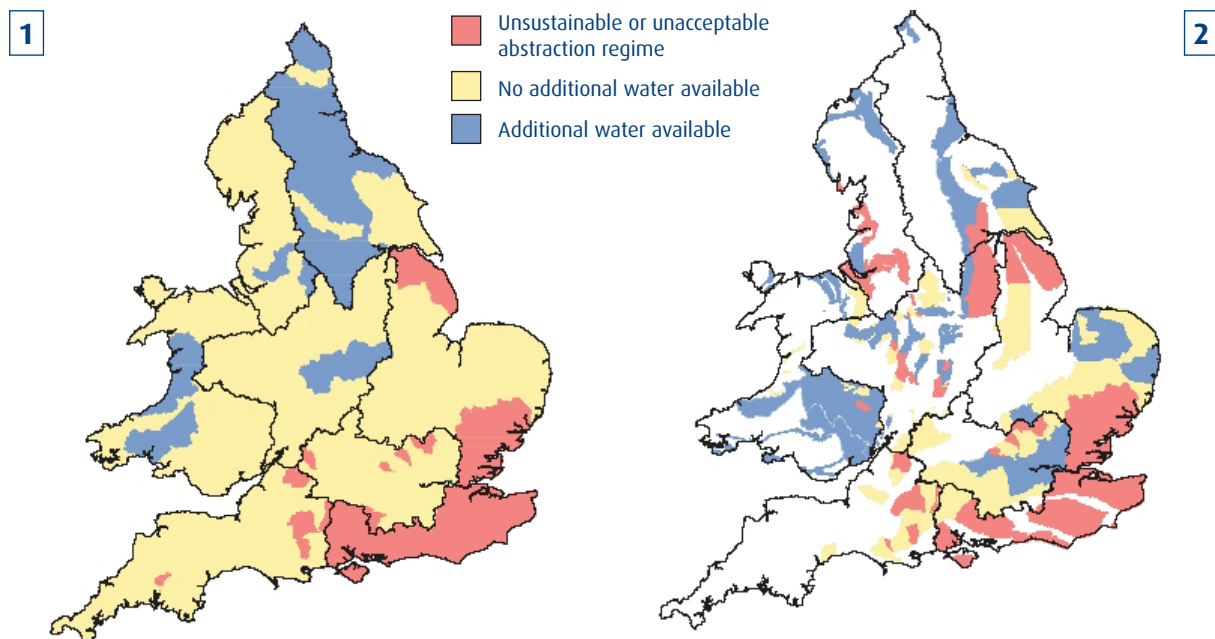 1
Unsustainable or unacceptable
abstraction regime
No additional water available
Additional water available
2